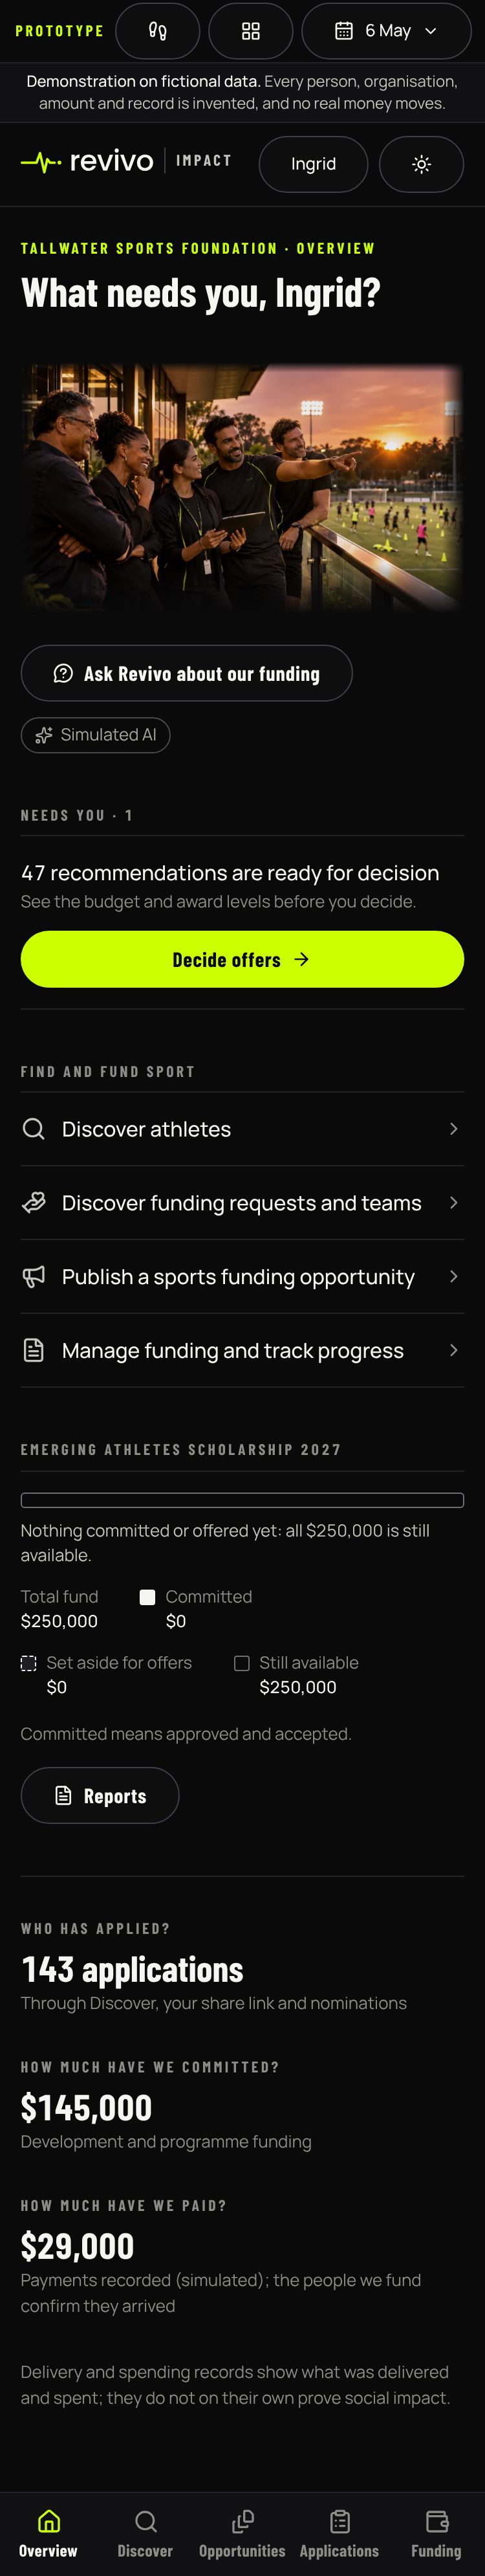 PROTOTYPE
6 May
Demonstration on fictional data. Every person, organisation,
amount and record is invented, and no real money moves.
revivo
IMPACT
Ingrid
TALLWATER SPORTS FOUNDATION · OVERVIEW
What needs you, Ingrid?
Ask Revivo about our funding
Simulated AI
NEEDS YOU · 1
47 recommendations are ready for decision
See the budget and award levels before you decide.
Decide offers
FIND AND FUND SPORT
Discover athletes
Discover funding requests and teams
Publish a sports funding opportunity
Manage funding and track progress
EMERGING ATHLETES SCHOLARSHIP 2027
Nothing committed or offered yet: all $250,000 is still
available.
Total fund
$250,000
Committed
$0
Set aside for offers
$0
Still available
$250,000
Committed means approved and accepted.
Reports
WHO HAS APPLIED?
143 applications
Through Discover, your share link and nominations
HOW MUCH HAVE WE COMMITTED?
$145,000
Development and programme funding
HOW MUCH HAVE WE PAID?
$29,000
Payments recorded (simulated); the people we fund
confirm they arrived
Delivery and spending records show what was delivered
and spent; they do not on their own prove social impact.
Overview
Discover
Opportunities
Applications
Funding